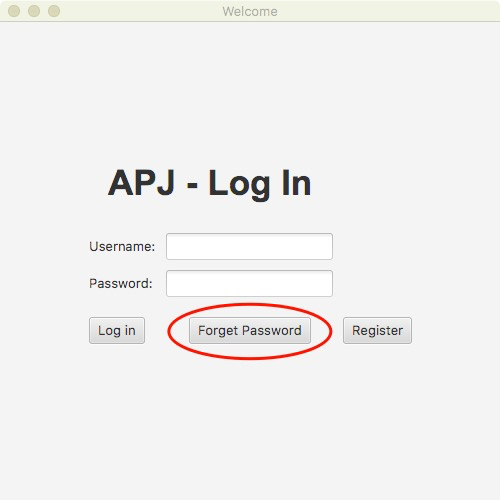 Welcome
APJ - Log In
Username:
Password:
Log in Forget Password Register